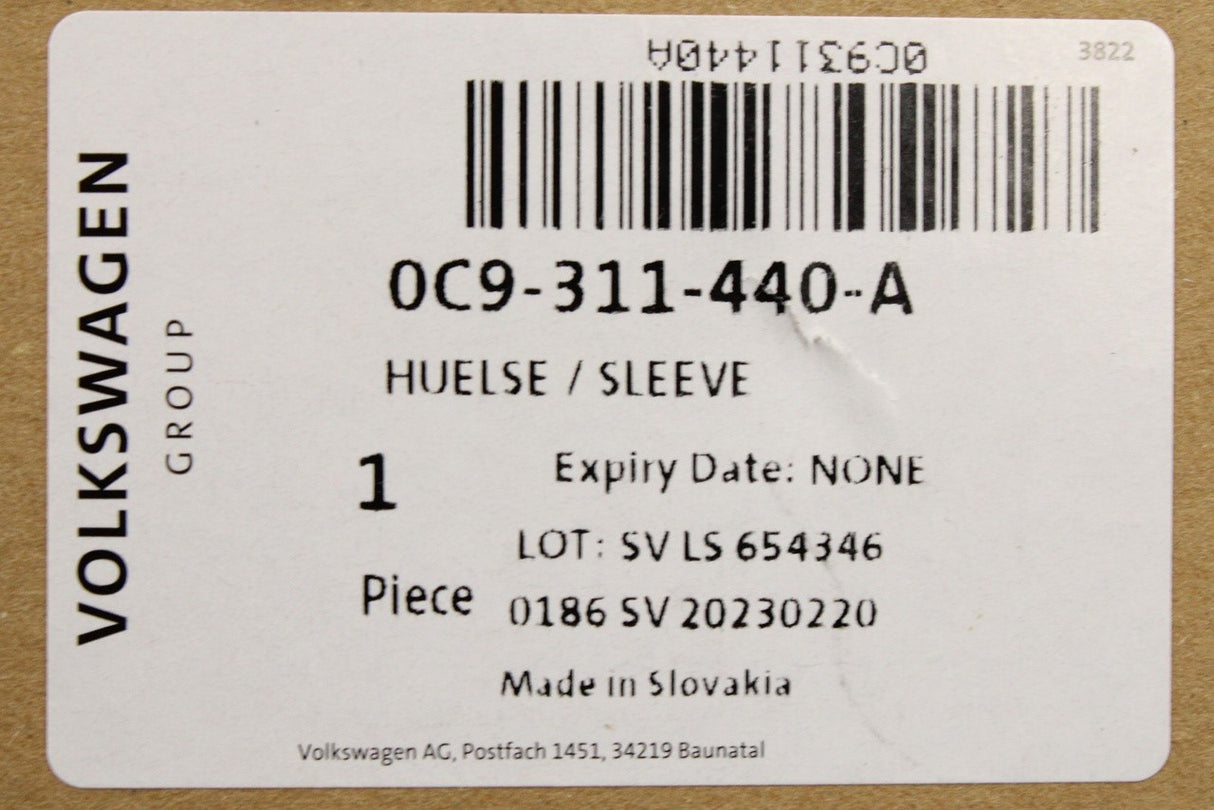 0C9311440A
3822
VOLKSWAGEN
GROUP
0C9-311-440-A
HUELSE / SLEEVE
1
Piece
Expiry Date: NONE
LOT: SV LS 654346
0186 SV 20230220
Made in Slovakia
Volkswagen AG, Postfach 1451, 34219 Baunatal